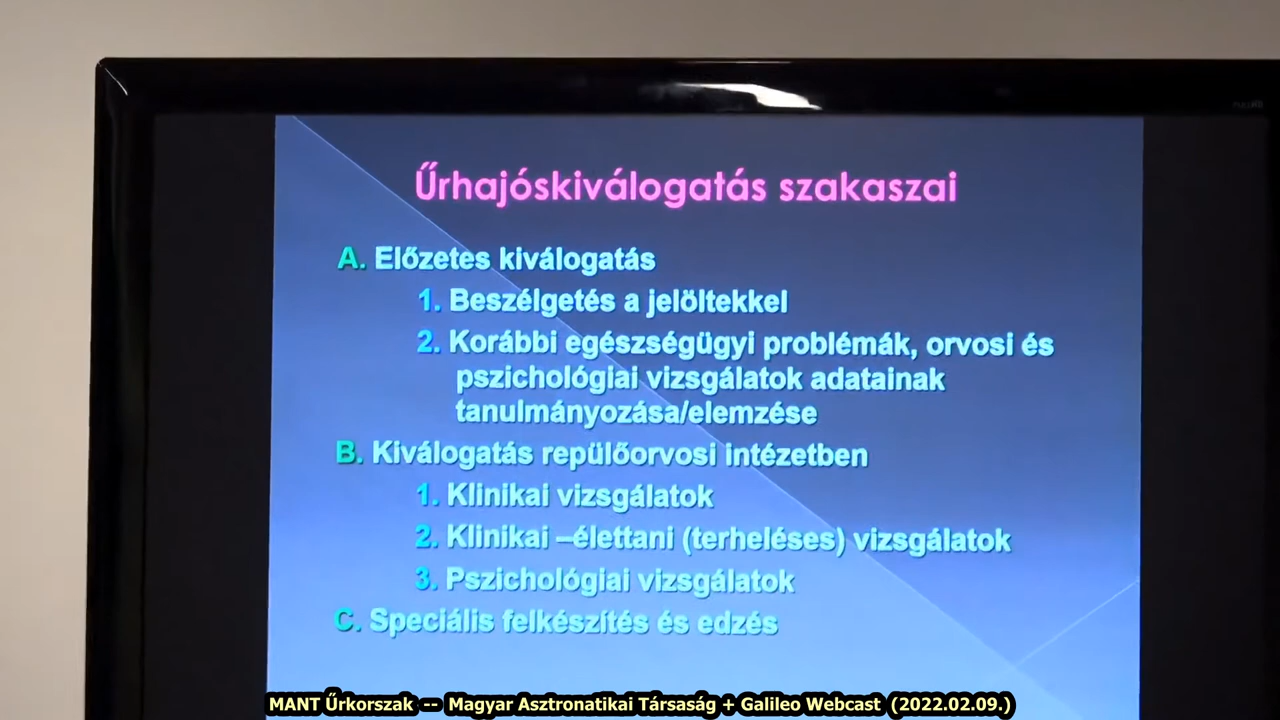 Űrhajóskiválogatás szakaszai
A. Előzetes kiválogatás
1. Beszélgetés a jelöltekkel
2. Korábbi egészségügyi problémák, orvosi és
pszichológiai vizsgálatok adatainak
tanulmányozása/elemzése
B. Kiválogatás repülőorvosi intézetben
1. Klinikai vizsgálatok
2. Klinikai –élettani (terheléses) vizsgálatok
3. Pszichológiai vizsgálatok
C. Speciális felkészítés és edzés
MANT Űrkorszak -- Magyar Asztronatikai Társaság + Galileo Webcast (2022.02.09.)